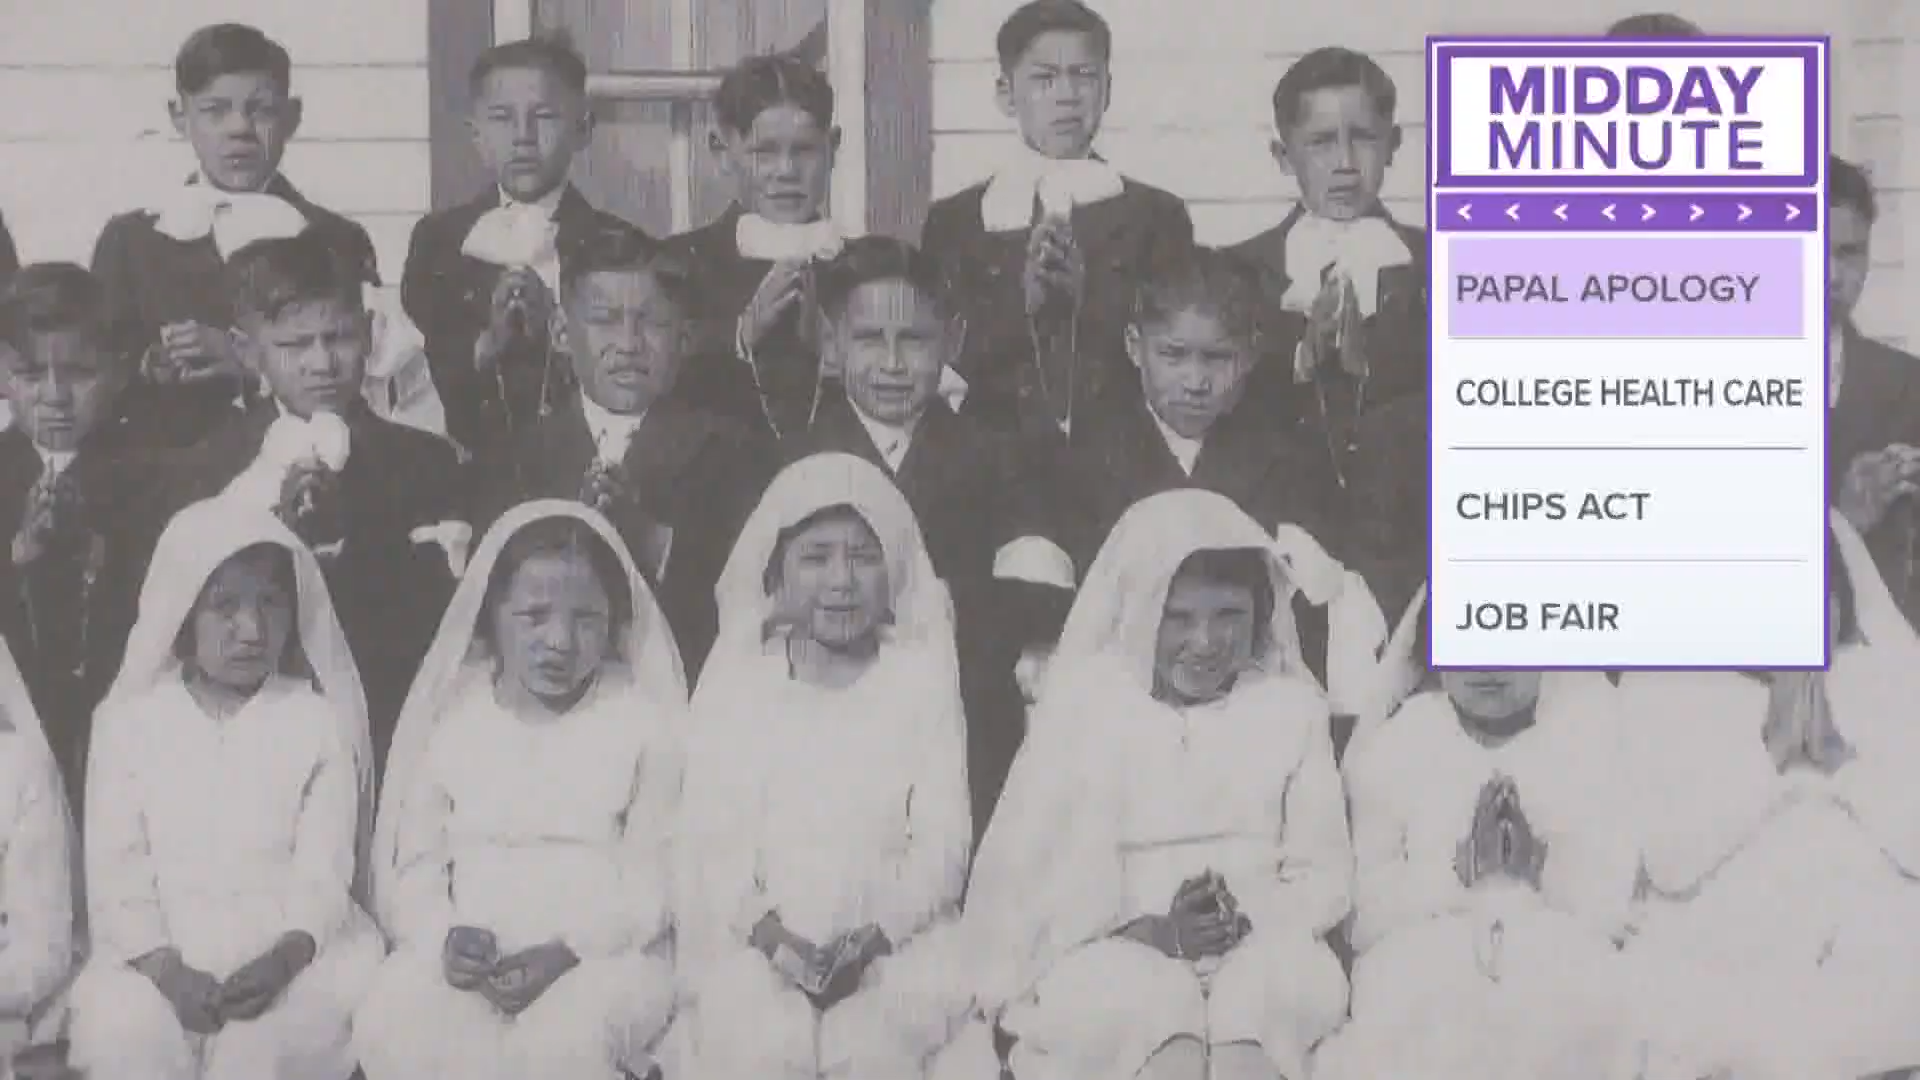 MIDDAY
MINUTE
PAPAL APOLOGY
COLLEGE HEALTH CARE
CHIPS ACT
JOB FAIR